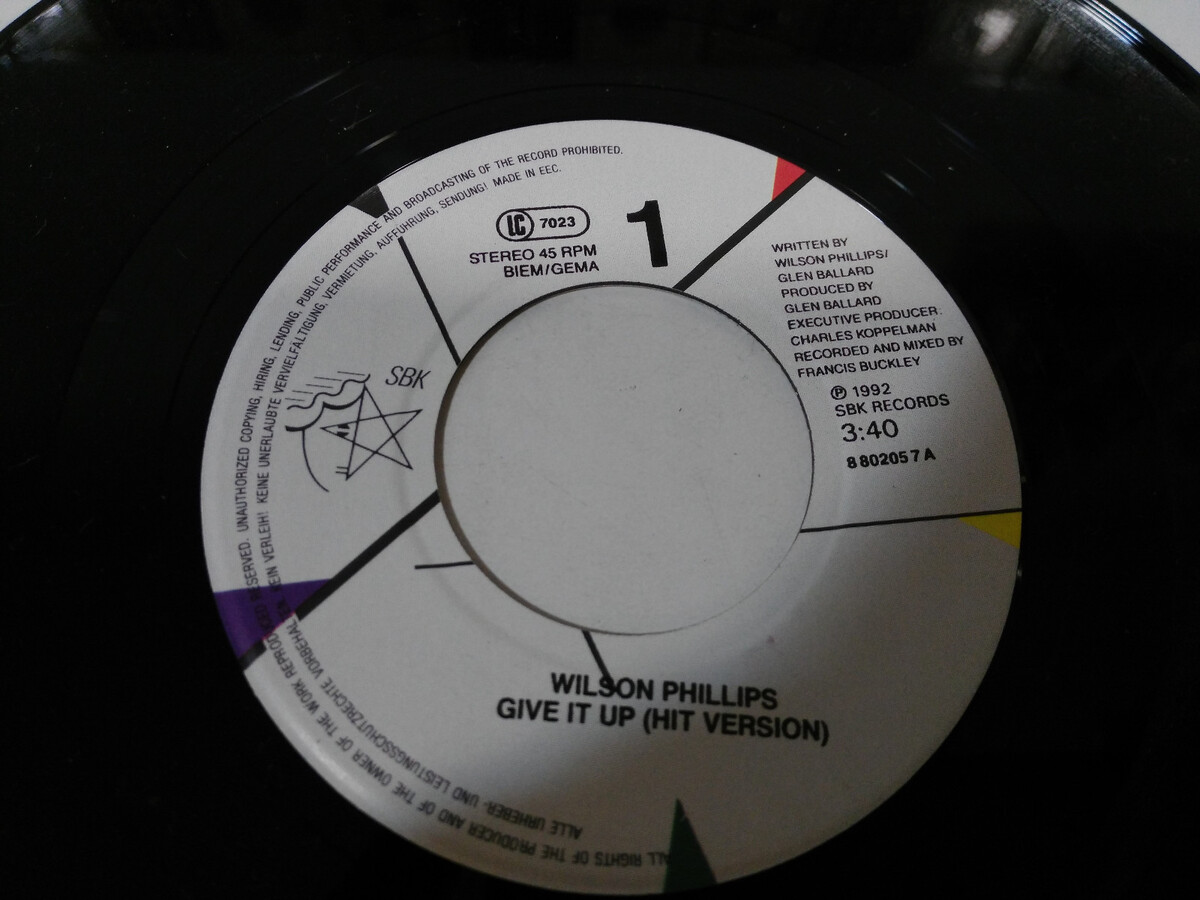 ALL RIGHTS OF THE PRODUCER AND OF THE OWNER OF THE WORK REPRODUCED RESERVED. UNAUTHORIZED COPYING, HIRING, LENDING, PUBLIC PERFORMANCE AND BROADCASTING OF THE RECORD PROHIBITED.
ALLE URHEBER- UND LEISTUNGSSCHUTZRECHTE VORBEHALTEN. KEIN VERLEIH! KEINE UNERLAUBTE VERVIELFÄLTIGUNG, VERMIETUNG, AUFFÜHRUNG, SENDUNG! MADE IN EEC.
LC 7023
STEREO 45 RPM
BIEM/GEMA
1
SBK
WRITTEN BY
WILSON PHILLIPS/
GLEN BALLARD
PRODUCED BY
GLEN BALLARD
EXECUTIVE PRODUCER:
CHARLES KOPPELMAN
RECORDED AND MIXED BY
FRANCIS BUCKLEY
℗ 1992
SBK RECORDS
3:40
8 80205 7 A
WILSON PHILLIPS
GIVE IT UP (HIT VERSION)